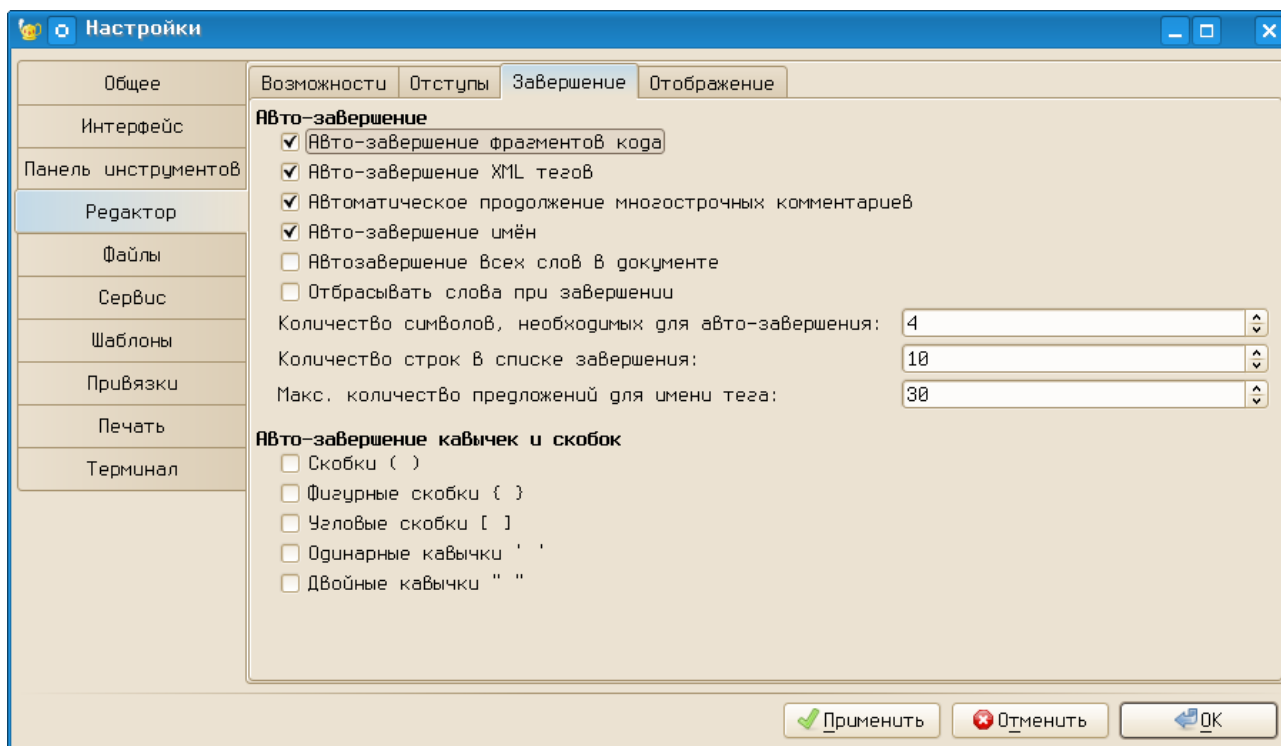 Настройки
Общее
Интерфейс
Панель инструментов
Редактор
Файлы
Сервис
Шаблоны
Привязки
Печать
Терминал
Возможности Отступы Завершение Отображение
Авто-завершение
Авто-завершение фрагментов кода
Авто-завершение XML тегов
Автоматическое продолжение многострочных комментариев
Авто-завершение имён
Автозавершение всех слов в документе
Отбрасывать слова при завершении
Количество символов, необходимых для авто-завершения: 4
Количество строк в списке завершения: 10
Макс. количество предложений для имени тега: 30
Авто-завершение кавычек и скобок
Скобки ( )
Фигурные скобки { }
Угловые скобки [ ]
Одинарные кавычки ' '
Двойные кавычки " "
Применить Отменить OK